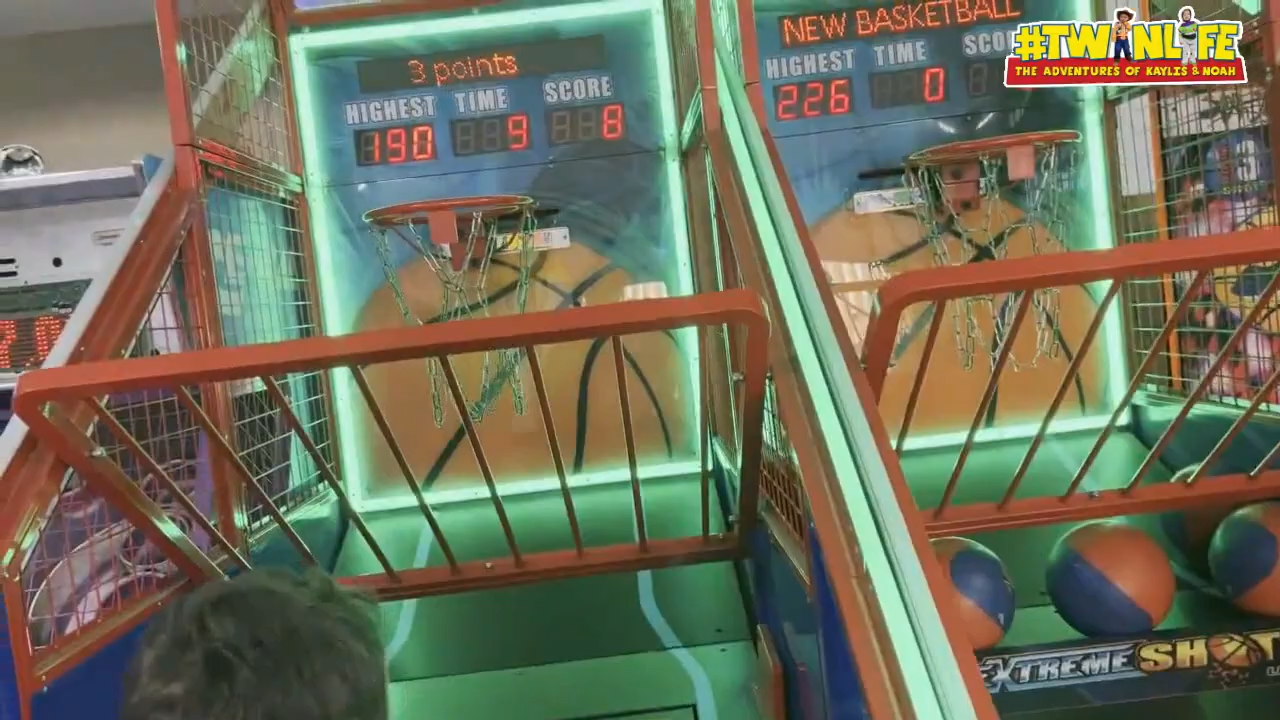 3 points
HIGHEST TIME SCORE
190 9 8
NEW BASKETBALL
HIGHEST TIME
226 0
#TWINLIFE
THE ADVENTURES OF KAYLIS & NOAH
EXTREME SHOT